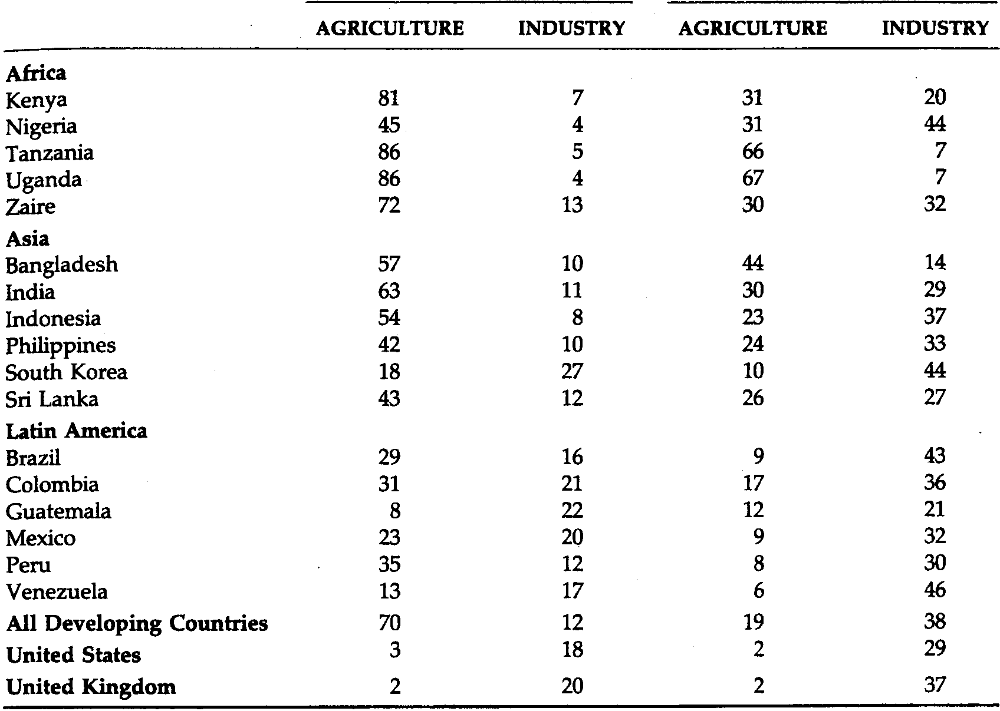 AGRICULTURE INDUSTRY AGRICULTURE INDUSTRY
Africa
Kenya 81 7 31 20
Nigeria 45 4 31 44
Tanzania 86 5 66 7
Uganda 86 4 67 7
Zaire 72 13 30 32
Asia
Bangladesh 57 10 44 14
India 63 11 30 29
Indonesia 54 8 23 37
Philippines 42 10 24 33
South Korea 18 27 10 44
Sri Lanka 43 12 26 27
Latin America
Brazil 29 16 9 43
Colombia 31 21 17 36
Guatemala 8 22 12 21
Mexico 23 20 9 32
Peru 35 12 8 30
Venezuela 13 17 6 46
All Developing Countries 70 12 19 38
United States 3 18 2 29
United Kingdom 2 20 2 37